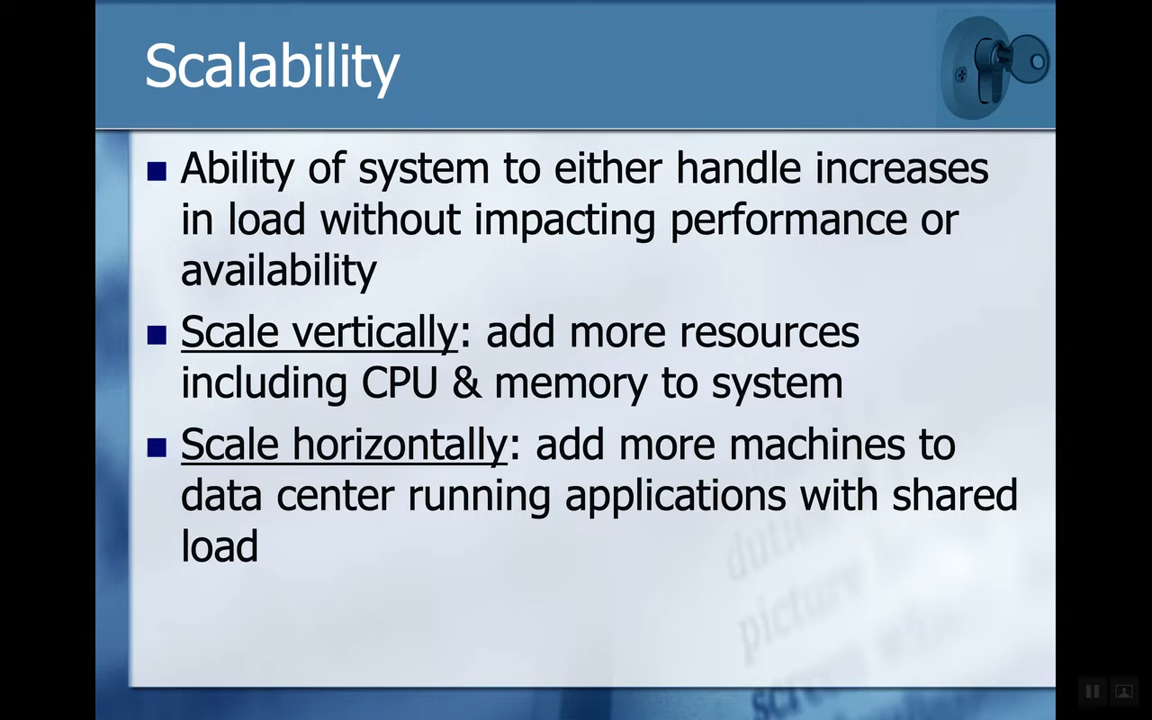 Scalability
Ability of system to either handle increases
in load without impacting performance or
availability
Scale vertically: add more resources
including CPU & memory to system
Scale horizontally: add more machines to
data center running applications with shared
load
picture